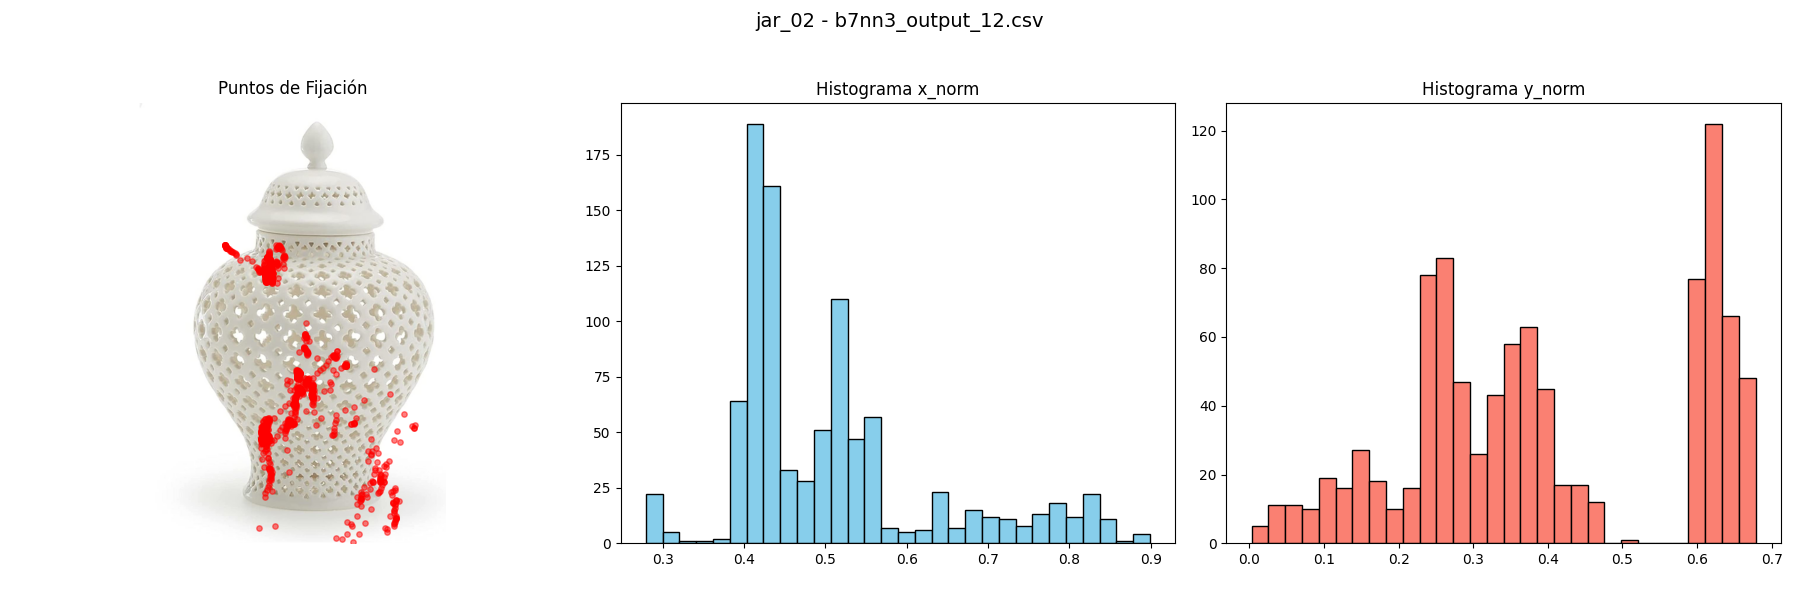 jar_02 - b7nn3_output_12.csv
Puntos de Fijación
Histograma x_norm
175
150
125
100
75
50
25
0
0.3 0.4 0.5 0.6 0.7 0.8 0.9
Histograma y_norm
120
100
80
60
40
20
0
0.0 0.1 0.2 0.3 0.4 0.5 0.6 0.7